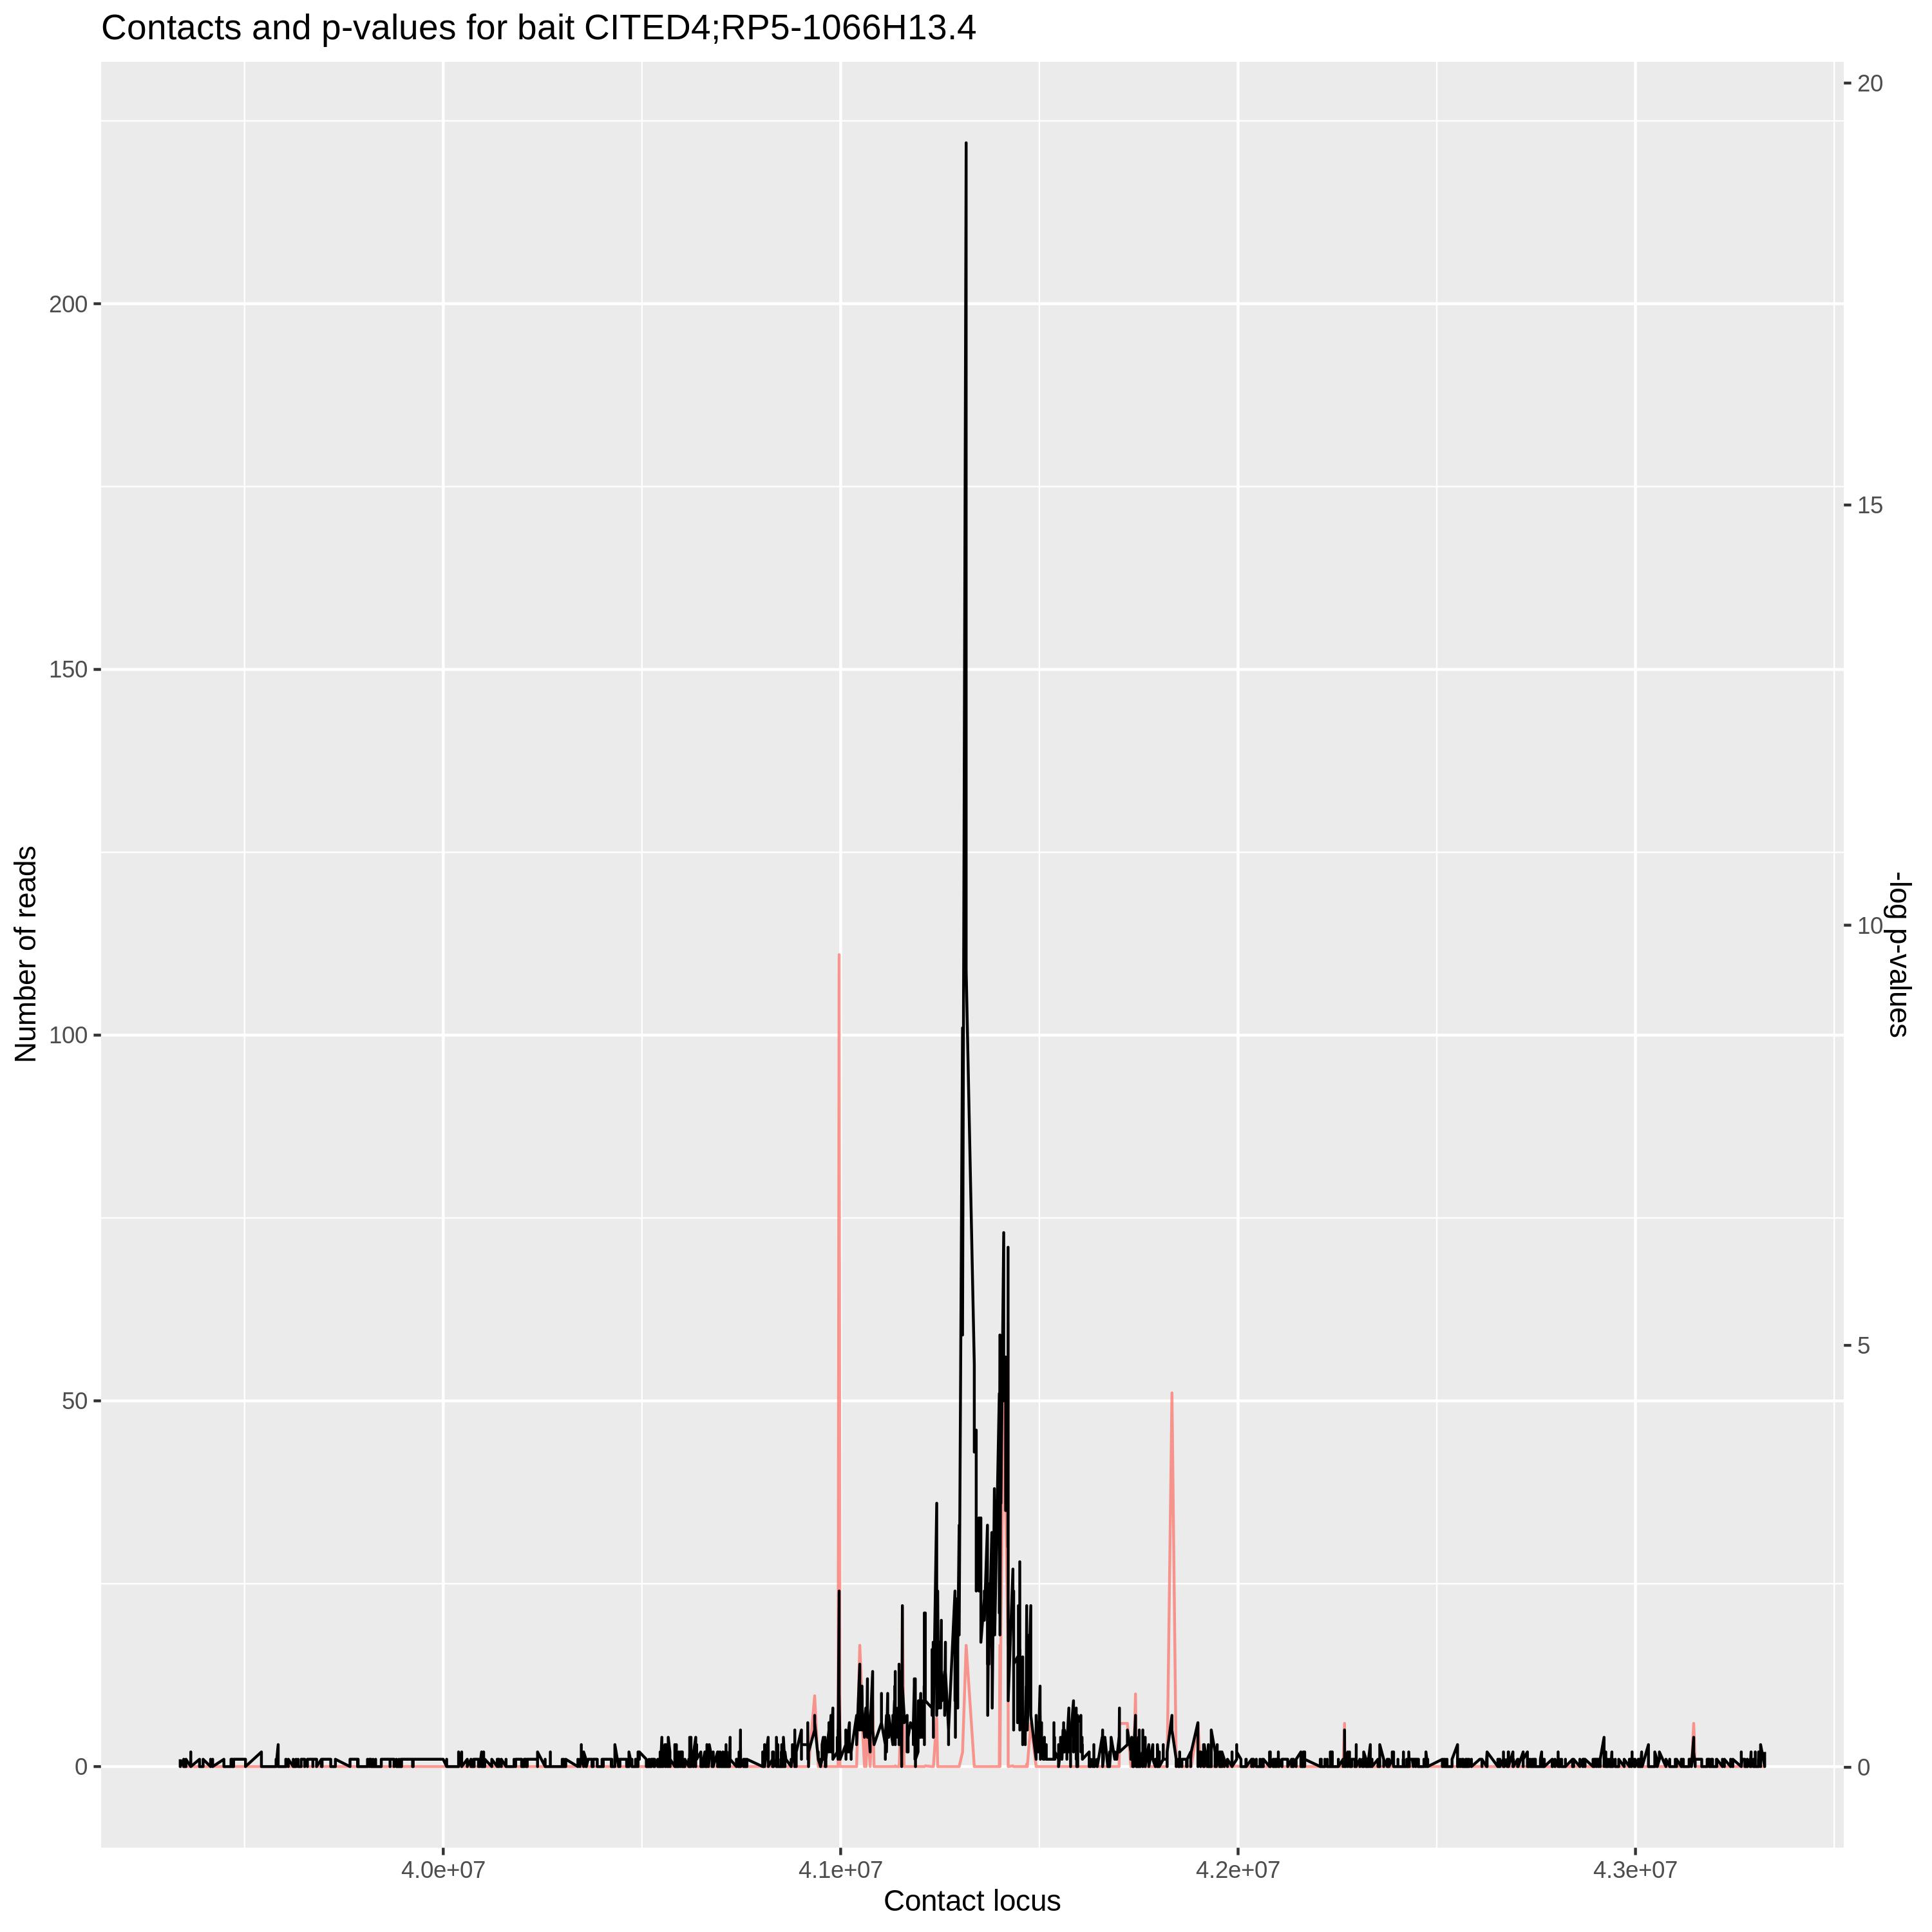 Contacts and p-values for bait CITED4;RP5-1066H13.4
Number of reads
200
150
100
50
0
20
15
10
5
0
-log p-values
4.0e+07
4.1e+07
4.2e+07
4.3e+07
Contact locus